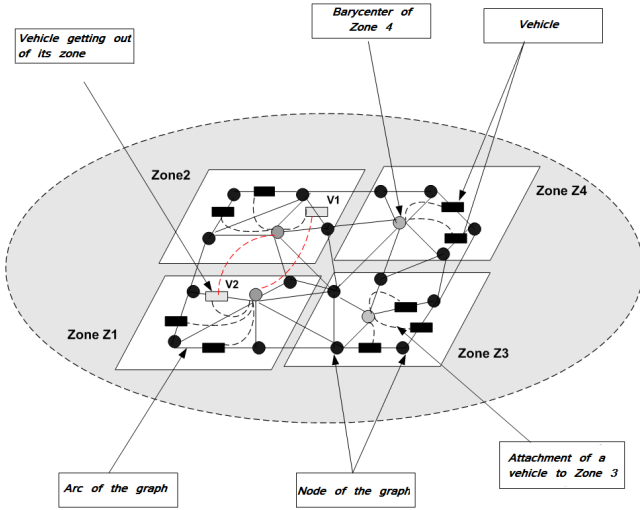 Barycenter of
Zone 4
Vehicle
Vehicle getting out
of its zone
Zone2
V1
Zone Z4
V2
Zone Z1
Zone Z3
Arc of the graph
Node of the graph
Attachment of a
vehicle to Zone 3